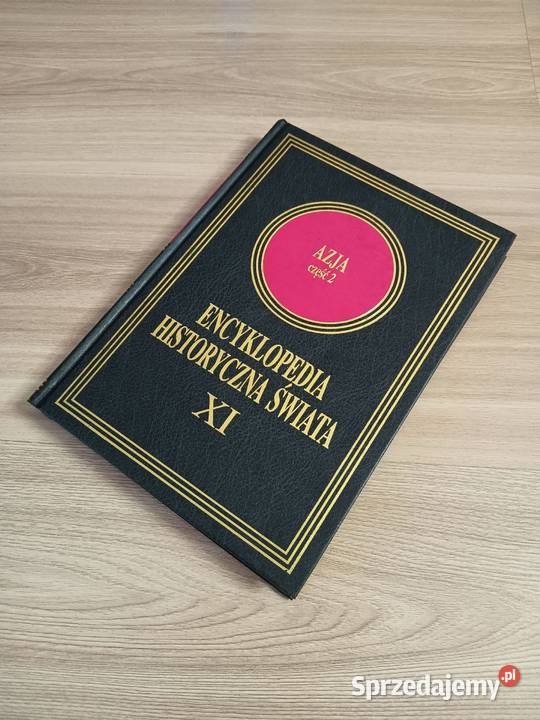 AZJA
część 2
ENCYKLOPEDIA
HISTORYCZNA ŚWIATA
XI
Sprzedajemy.pl